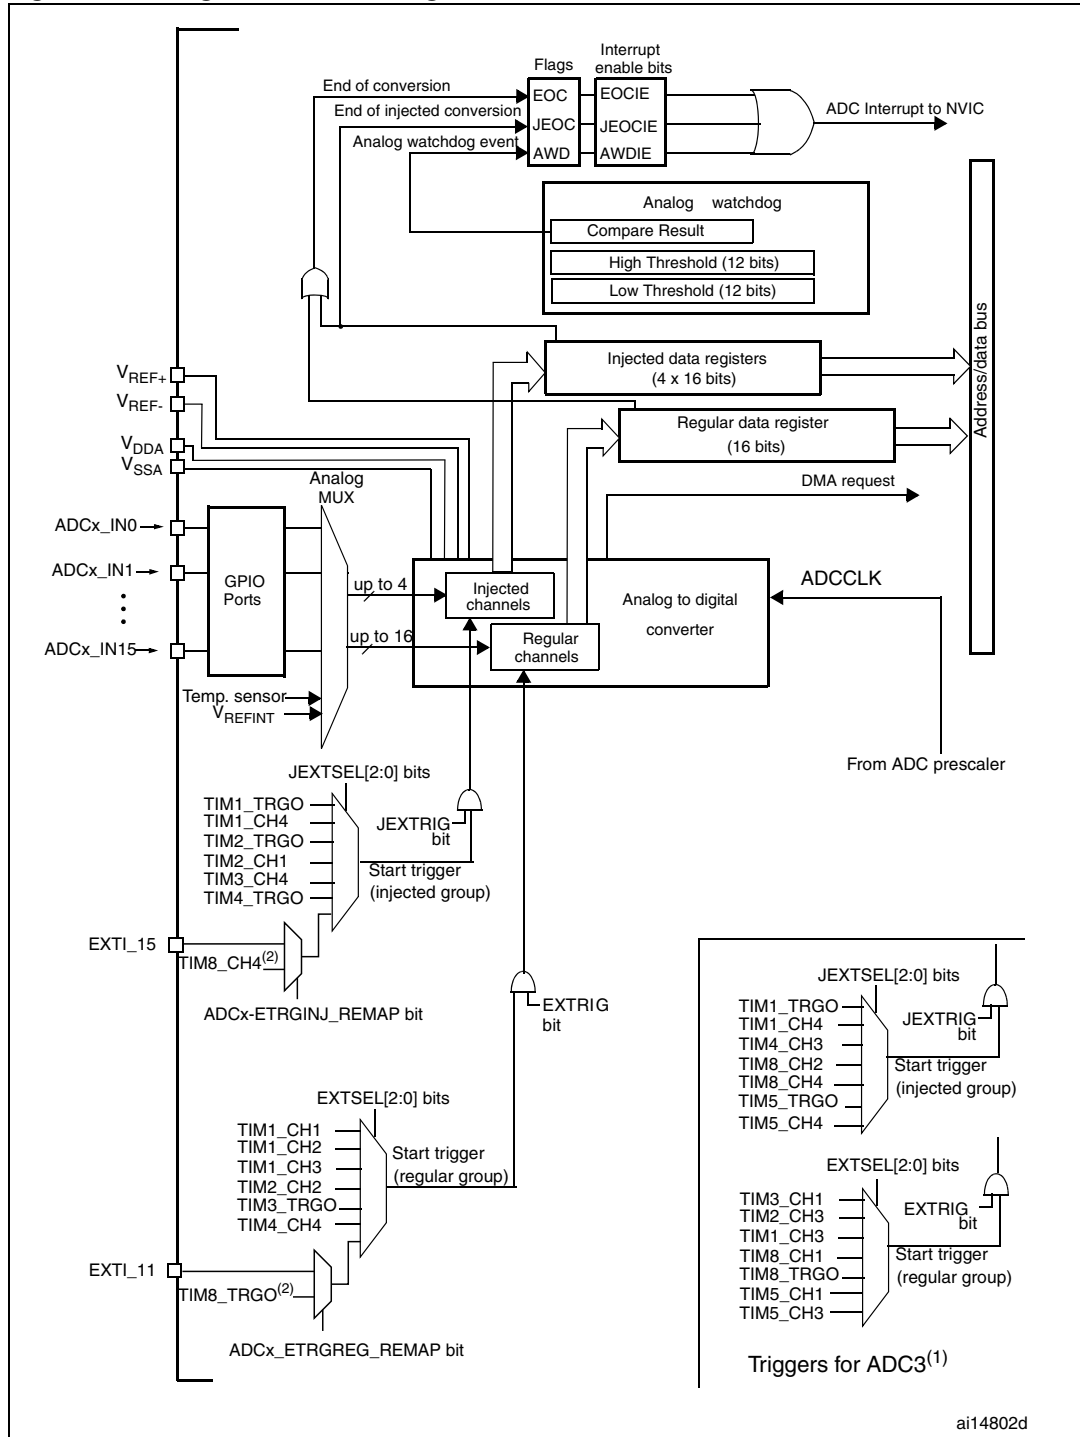 Flags
Interrupt
enable bits
End of conversion
EOC
EOCIE
End of injected conversion
JEOC
JEOCIE
ADC Interrupt to NVIC
Analog watchdog event
AWD
AWDIE
Analog watchdog
Compare Result
High Threshold (12 bits)
Low Threshold (12 bits)
Address/data bus
Injected data registers
(4 x 16 bits)
Regular data register
(16 bits)
VREF+
VREF-
VDDA
VSSA
Analog
MUX
DMA request
ADCx_IN0
ADCx_IN1
ADCx_IN15
GPIO
Ports
up to 4
up to 16
Injected
channels
Regular
channels
Analog to digital
converter
ADCCLK
Temp. sensor
VREFINT
From ADC prescaler
JEXTSEL[2:0] bits
TIM1_TRGO
TIM1_CH4
TIM2_TRGO
TIM2_CH1
TIM3_CH4
TIM4_TRGO
JEXTRIG
bit
Start trigger
(injected group)
EXTI_15
TIM8_CH4(2)
ADCx-ETRGINJ_REMAP bit
EXTRIG
bit
EXTSEL[2:0] bits
TIM1_CH1
TIM1_CH2
TIM1_CH3
TIM2_CH2
TIM3_TRGO
TIM4_CH4
Start trigger
(regular group)
EXTI_11
TIM8_TRGO(2)
ADCx_ETRGREG_REMAP bit
JEXTSEL[2:0] bits
TIM1_TRGO
TIM1_CH4
TIM4_CH3
TIM8_CH2
TIM8_CH4
TIM5_TRGO
TIM5_CH4
JEXTRIG
bit
Start trigger
(injected group)
EXTSEL[2:0] bits
TIM3_CH1
TIM2_CH3
TIM1_CH3
TIM8_CH1
TIM8_TRGO
TIM5_CH1
TIM5_CH3
EXTRIG
bit
Start trigger
(regular group)
Triggers for ADC3(1)
ai14802d